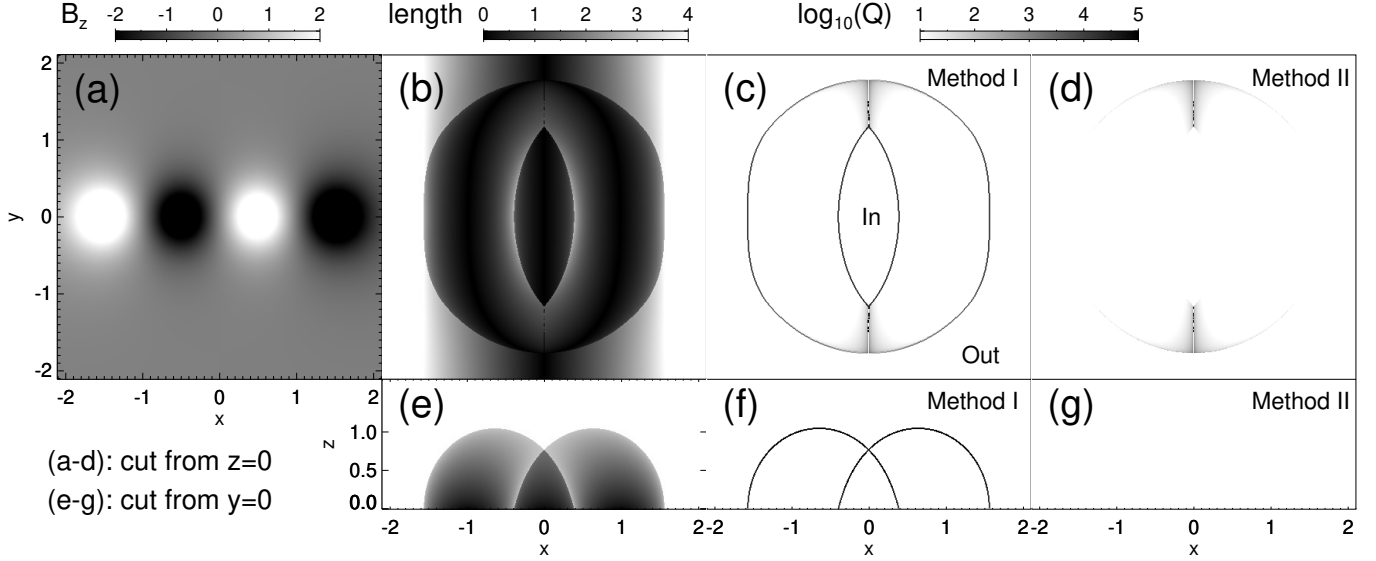 B_z -2 -1 0 1 2 length 0 1 2 3 4 log_10(Q) 1 2 3 4 5
(a) (b) (c) Method I (d) Method II
2
1
0
-1
-2
y
In
Out
-2 -1 0 1 2
x
(e) (f) Method I (g) Method II
z
1.0
0.5
0.0
-2 -1 0 1 2 -2 -1 0 1 2 -2 -1 0 1 2
x x x
(a-d): cut from z=0
(e-g): cut from y=0